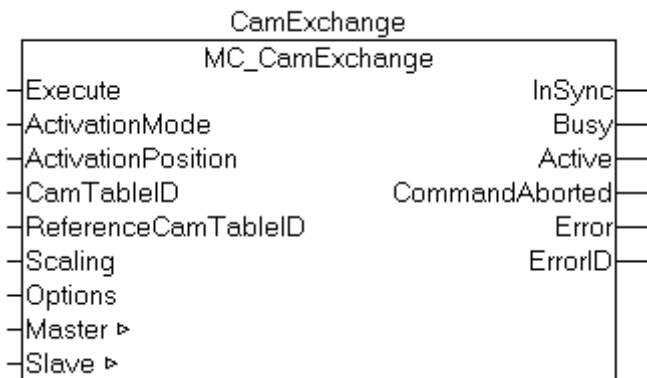 CamExchange
MC_CamExchange
Execute InSync
ActivationMode Busy
ActivationPosition Active
CamTableID CommandAborted
ReferenceCamTableID Error
Scaling ErrorID
Options
Master ▹
Slave ▹